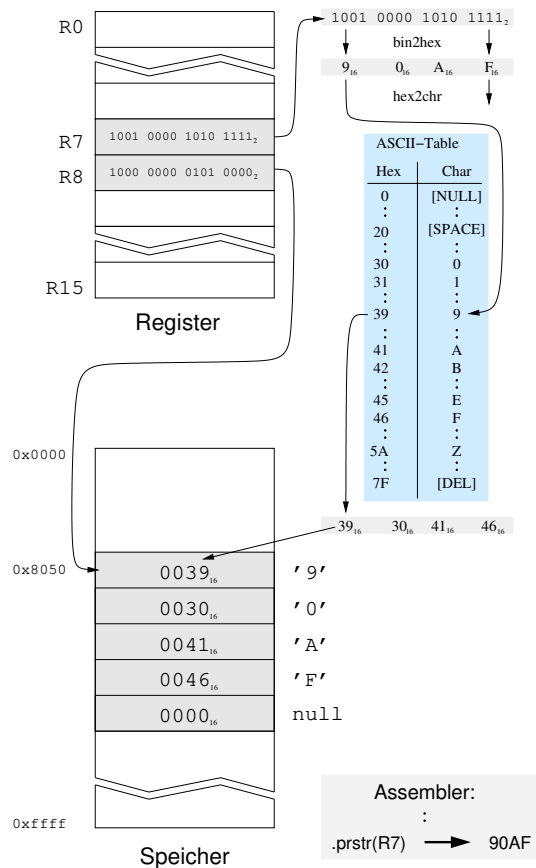 R0
R7
1001 0000 1010 1111₂
R8
1000 0000 0101 0000₂
R15
Register
1001 0000 1010 1111₂
bin2hex
9₁₆ 0₁₆ A₁₆ F₁₆
hex2chr
ASCII–Table
Hex Char
0 [NULL]
: :
20 [SPACE]
: :
30 0
31 1
: :
39 9
: :
41 A
42 B
: :
45 E
46 F
: :
5A Z
: :
7F [DEL]
39₁₆ 30₁₆ 41₁₆ 46₁₆
0x0000
0x8050
0039₁₆ '9'
0030₁₆ '0'
0041₁₆ 'A'
0046₁₆ 'F'
0000₁₆ null
0xffff
Speicher
Assembler:
:
.prstr(R7) 90AF